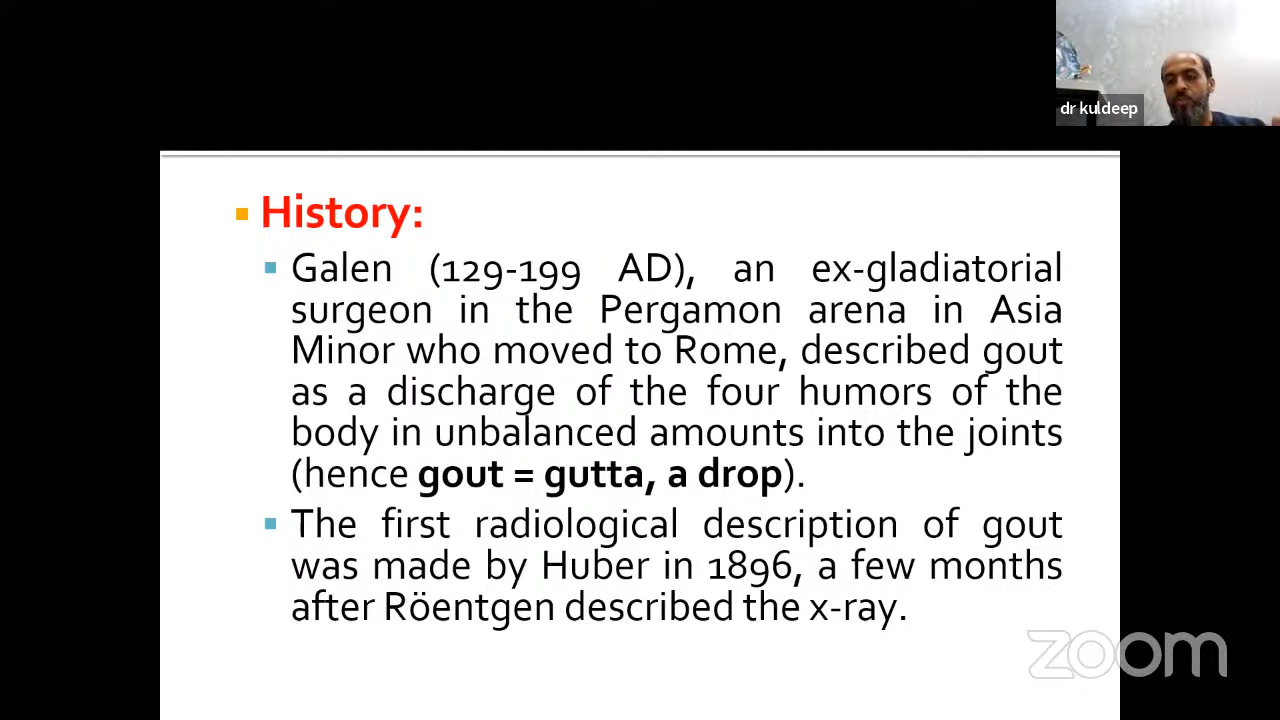 dr kuldeep
History:
Galen (129-199 AD), an ex-gladiatorial
surgeon in the Pergamon arena in Asia
Minor who moved to Rome, described gout
as a discharge of the four humors of the
body in unbalanced amounts into the joints
(hence gout = gutta, a drop).
The first radiological description of gout
was made by Huber in 1896, a few months
after Röentgen described the x-ray.
zoom